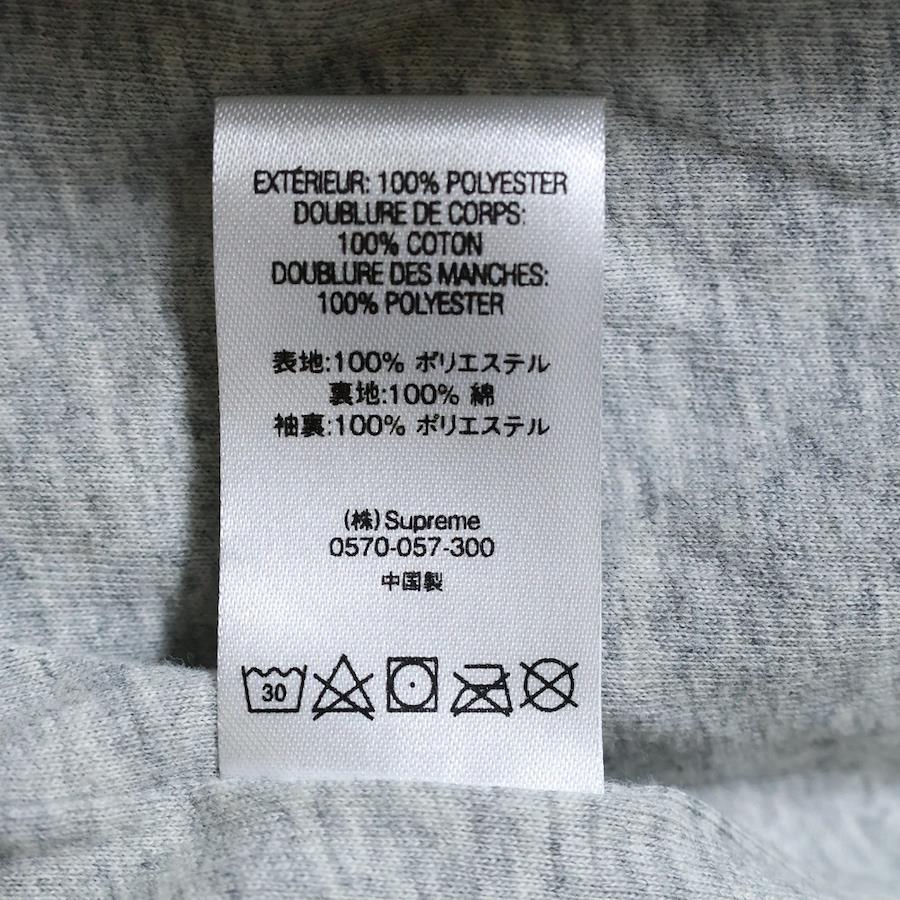 EXTÉRIEUR: 100% POLYESTER
DOUBLURE DE CORPS:
100% COTON
DOUBLURE DES MANCHES:
100% POLYESTER
表地:100% ポリエステル
裏地:100% 綿
袖裏:100% ポリエステル
(株)Supreme
0570-057-300
中国製
30